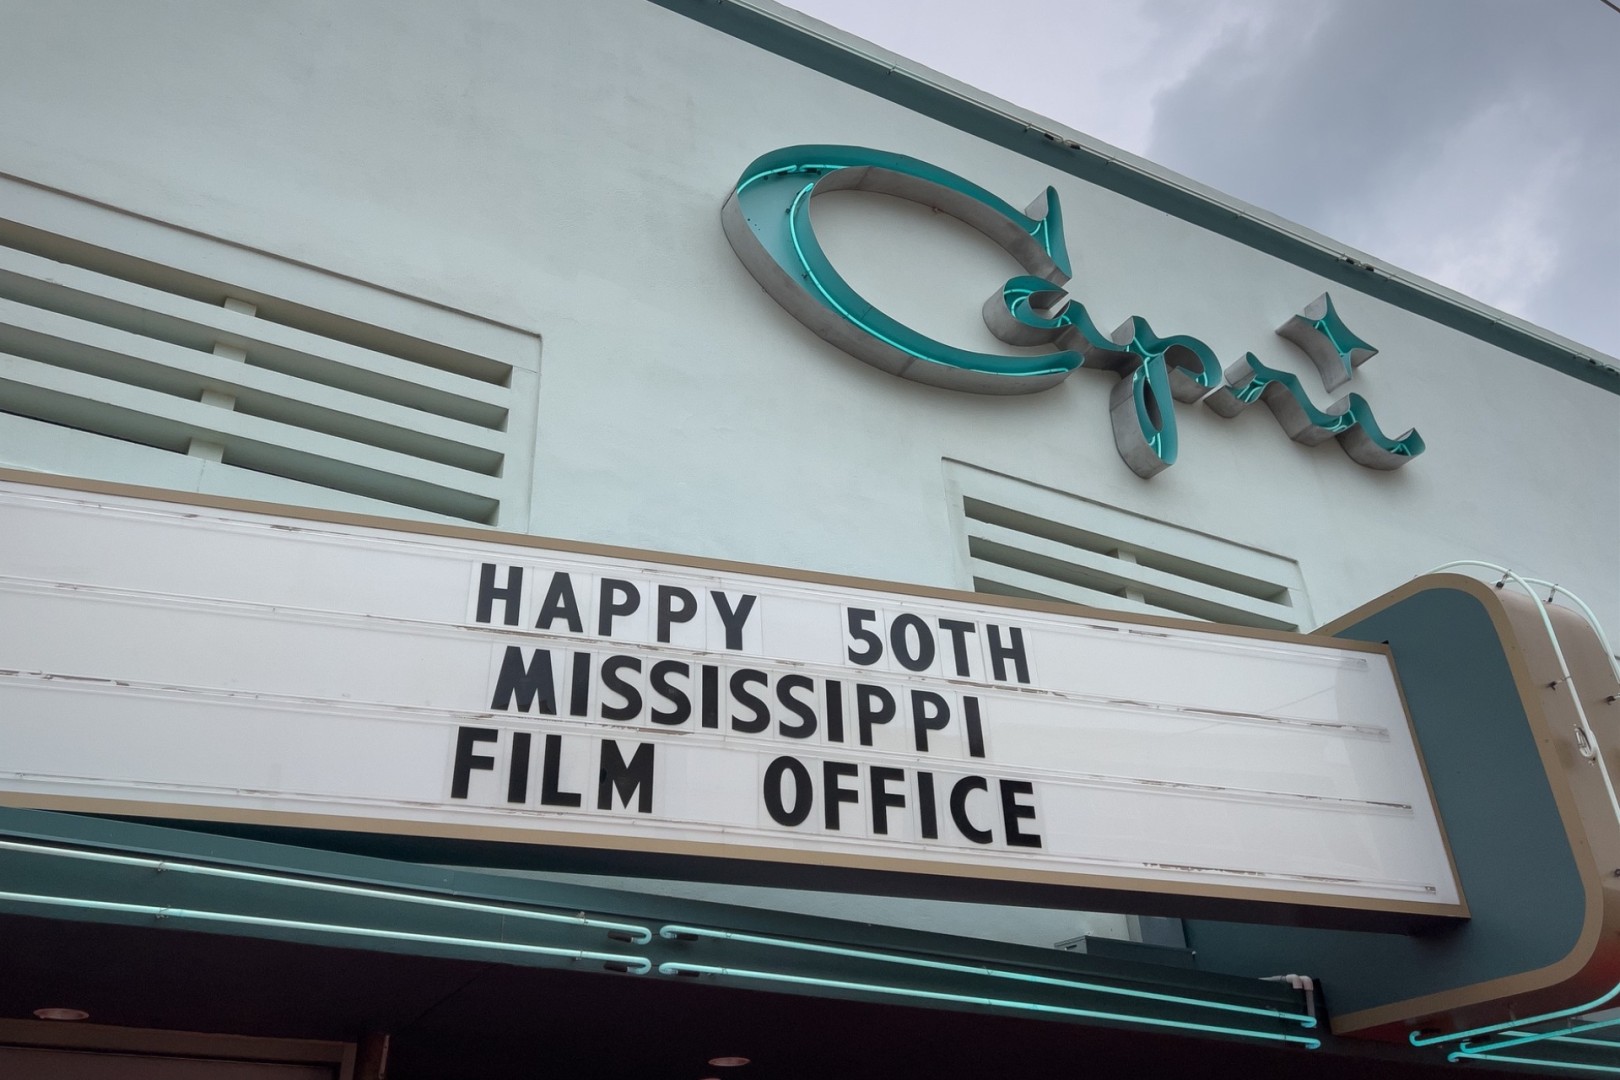 Capri
HAPPY 50TH
MISSISSIPPI
FILM OFFICE